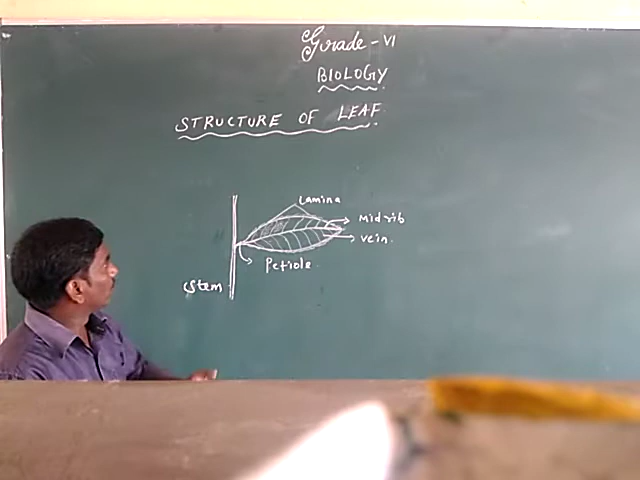 Grade - VI
BIOLOGY
STRUCTURE OF LEAF
Lamina
Midrib
Vein.
Petiole
Stem